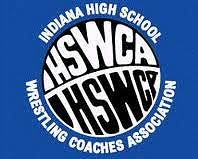 INDIANA HIGH SCHOOL
IHSWCA
IHSWCA
WRESTLING COACHES ASSOCIATION